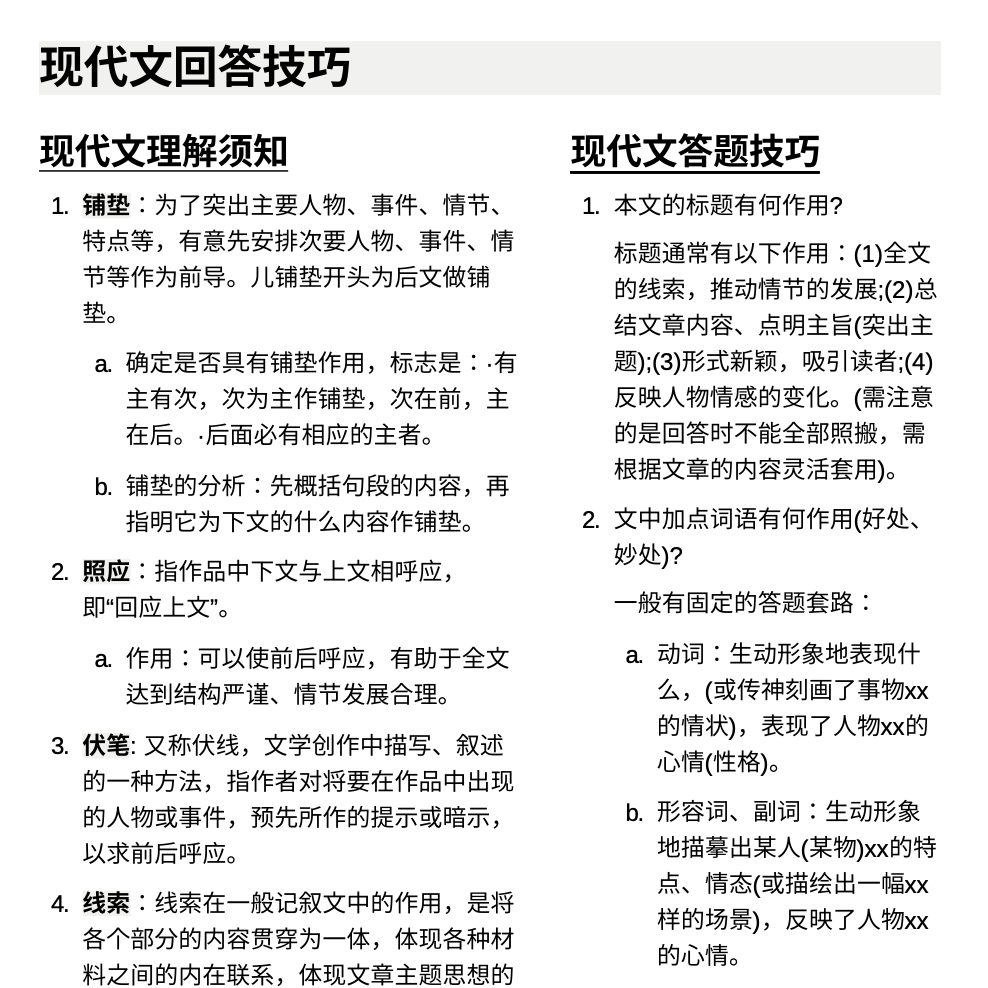 现代文回答技巧
现代文理解须知
1. 铺垫：为了突出主要人物、事件、情节、
特点等，有意先安排次要人物、事件、情
节等作为前导。儿铺垫开头为后文做铺
垫。
a. 确定是否具有铺垫作用，标志是：·有
主有次，次为主作铺垫，次在前，主
在后。·后面必有相应的主者。
b. 铺垫的分析：先概括句段的内容，再
指明它为下文的什么内容作铺垫。
2. 照应：指作品中下文与上文相呼应，
即“回应上文”。
a. 作用：可以使前后呼应，有助于全文
达到结构严谨、情节发展合理。
3. 伏笔: 又称伏线，文学创作中描写、叙述
的一种方法，指作者对将要在作品中出现
的人物或事件，预先所作的提示或暗示，
以求前后呼应。
4. 线索：线索在一般记叙文中的作用，是将
各个部分的内容贯穿为一体，体现各种材
料之间的内在联系，体现文章主题思想的
现代文答题技巧
1. 本文的标题有何作用?
标题通常有以下作用：(1)全文
的线索，推动情节的发展;(2)总
结文章内容、点明主旨(突出主
题);(3)形式新颖，吸引读者;(4)
反映人物情感的变化。(需注意
的是回答时不能全部照搬，需
根据文章的内容灵活套用)。
2. 文中加点词语有何作用(好处、
妙处)?
一般有固定的答题套路：
a. 动词：生动形象地表现什
么，(或传神刻画了事物xx
的情状)，表现了人物xx的
心情(性格)。
b. 形容词、副词：生动形象
地描摹出某人(某物)xx的特
点、情态(或描绘出一幅xx
样的场景)，反映了人物xx
的心情。